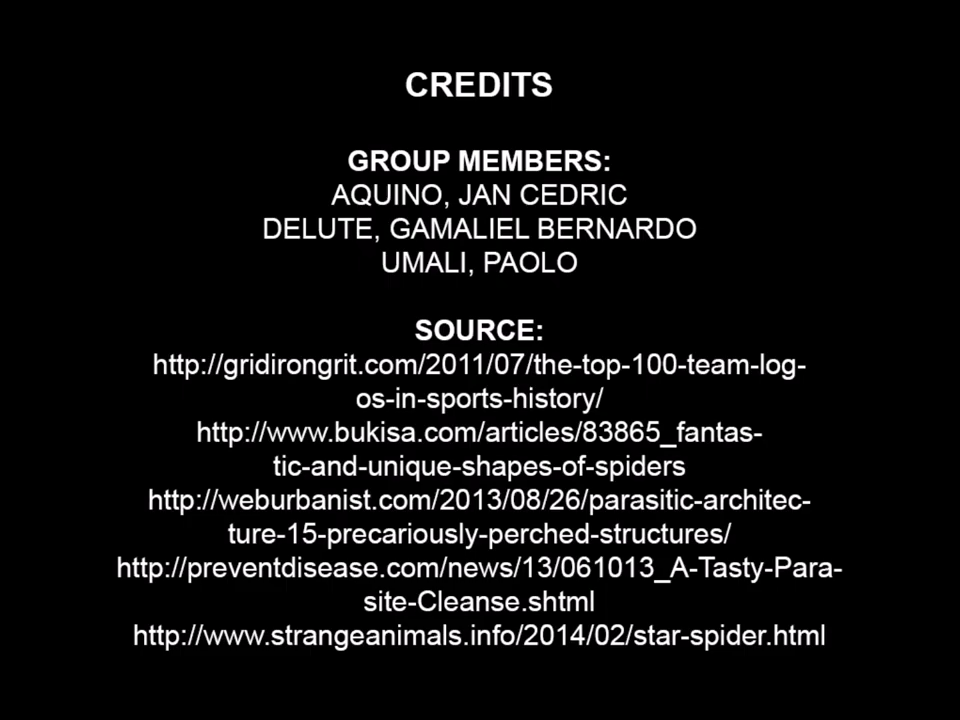 CREDITS
GROUP MEMBERS:
AQUINO, JAN CEDRIC
DELUTE, GAMALIEL BERNARDO
UMALI, PAOLO
SOURCE:
http://gridirongrit.com/2011/07/the-top-100-team-log-
os-in-sports-history/
http://www.bukisa.com/articles/83865_fantas-
tic-and-unique-shapes-of-spiders
http://weburbanist.com/2013/08/26/parasitic-architec-
ture-15-precariously-perched-structures/
http://preventdisease.com/news/13/061013_A-Tasty-Para-
site-Cleanse.shtml
http://www.strangeanimals.info/2014/02/star-spider.html